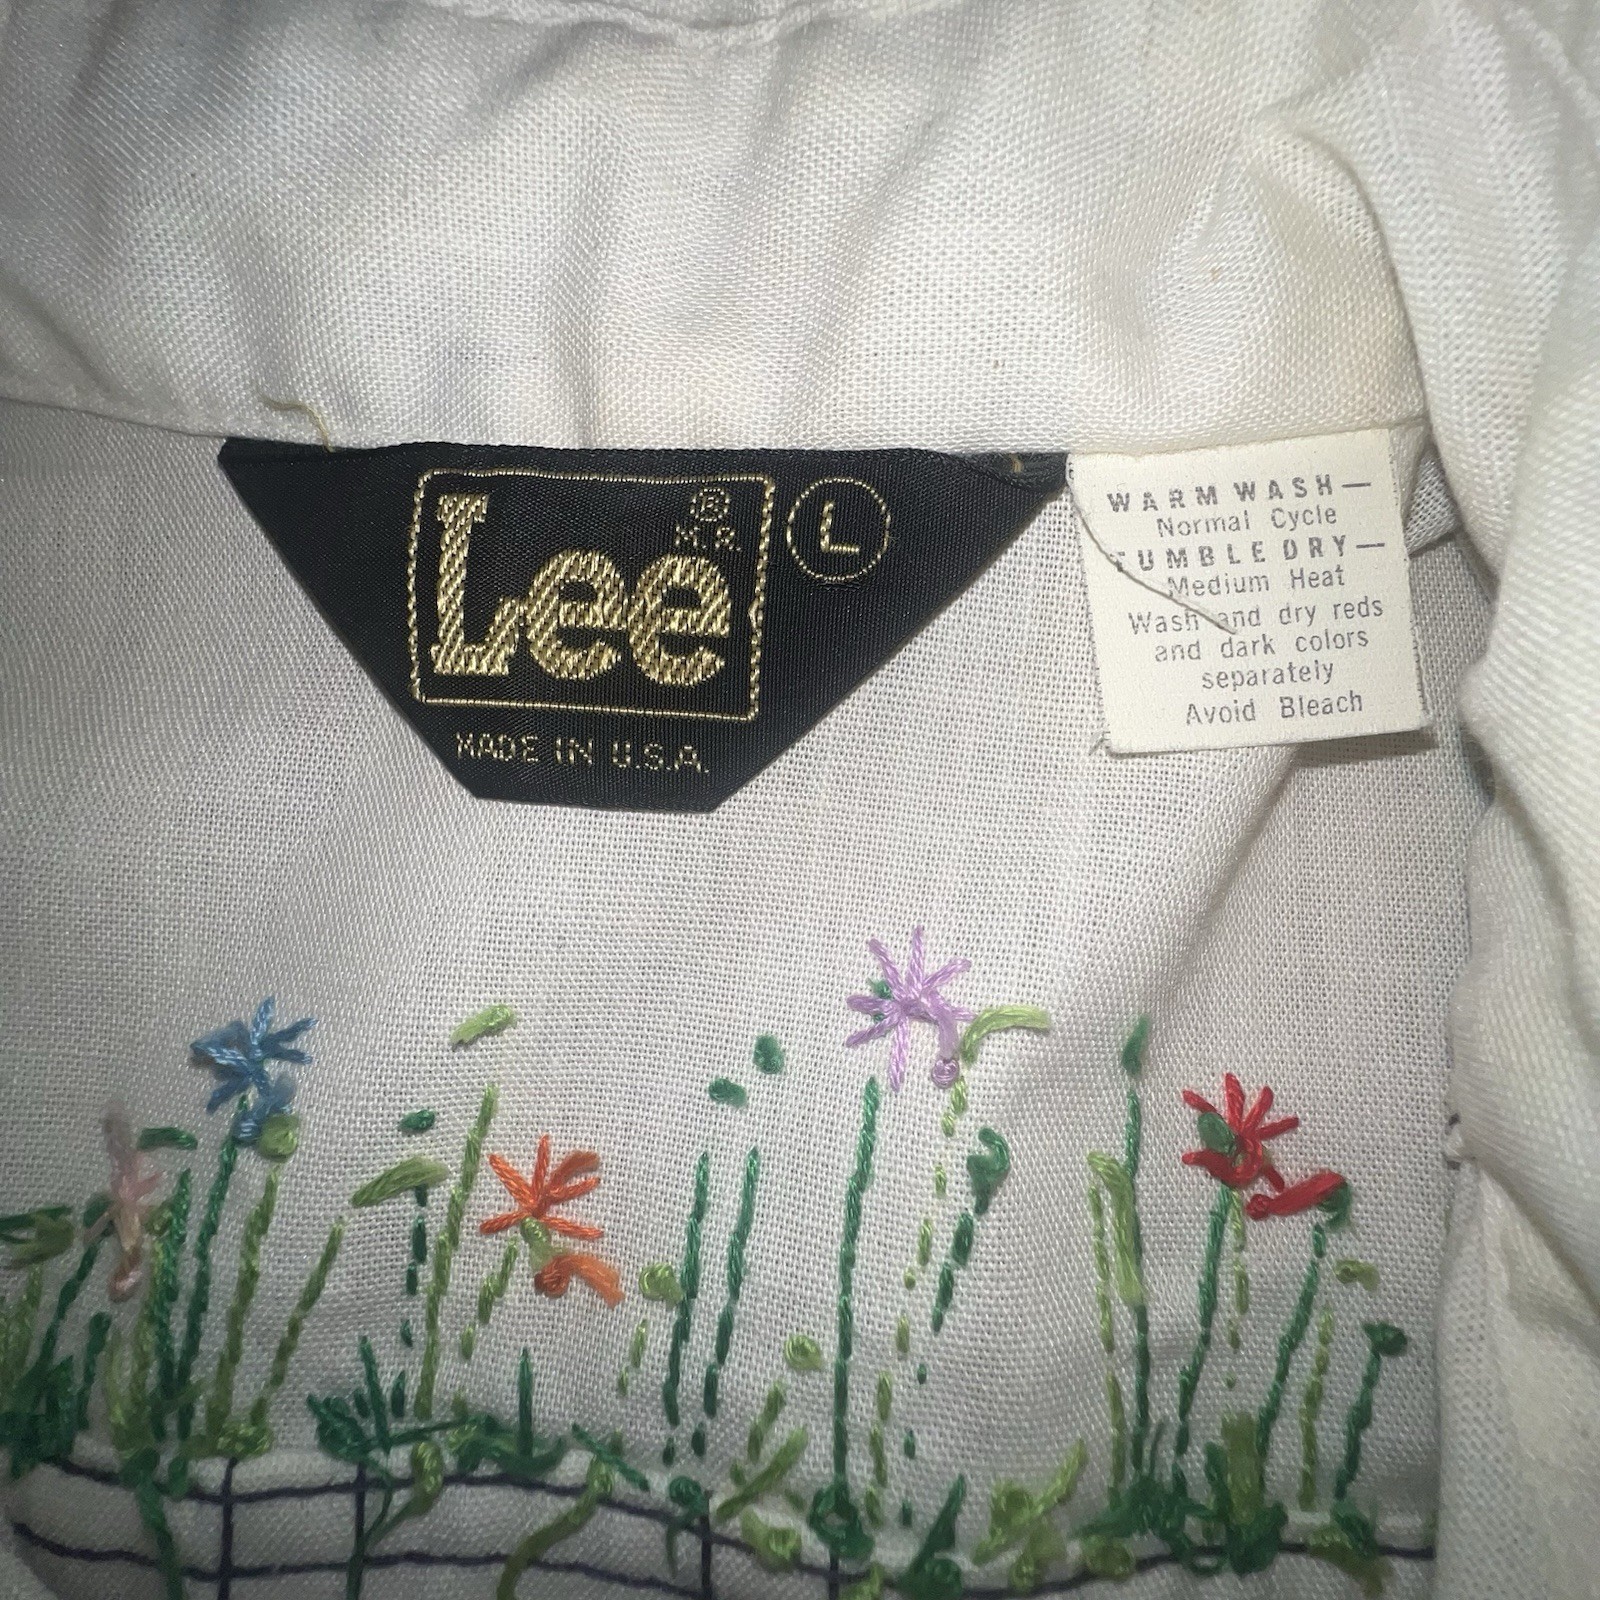 Lee
®
M.R.
L
MADE IN U.S.A.
WARM WASH—
Normal Cycle
TUMBLE DRY—
Medium Heat
Wash and dry reds
and dark colors
separately
Avoid Bleach